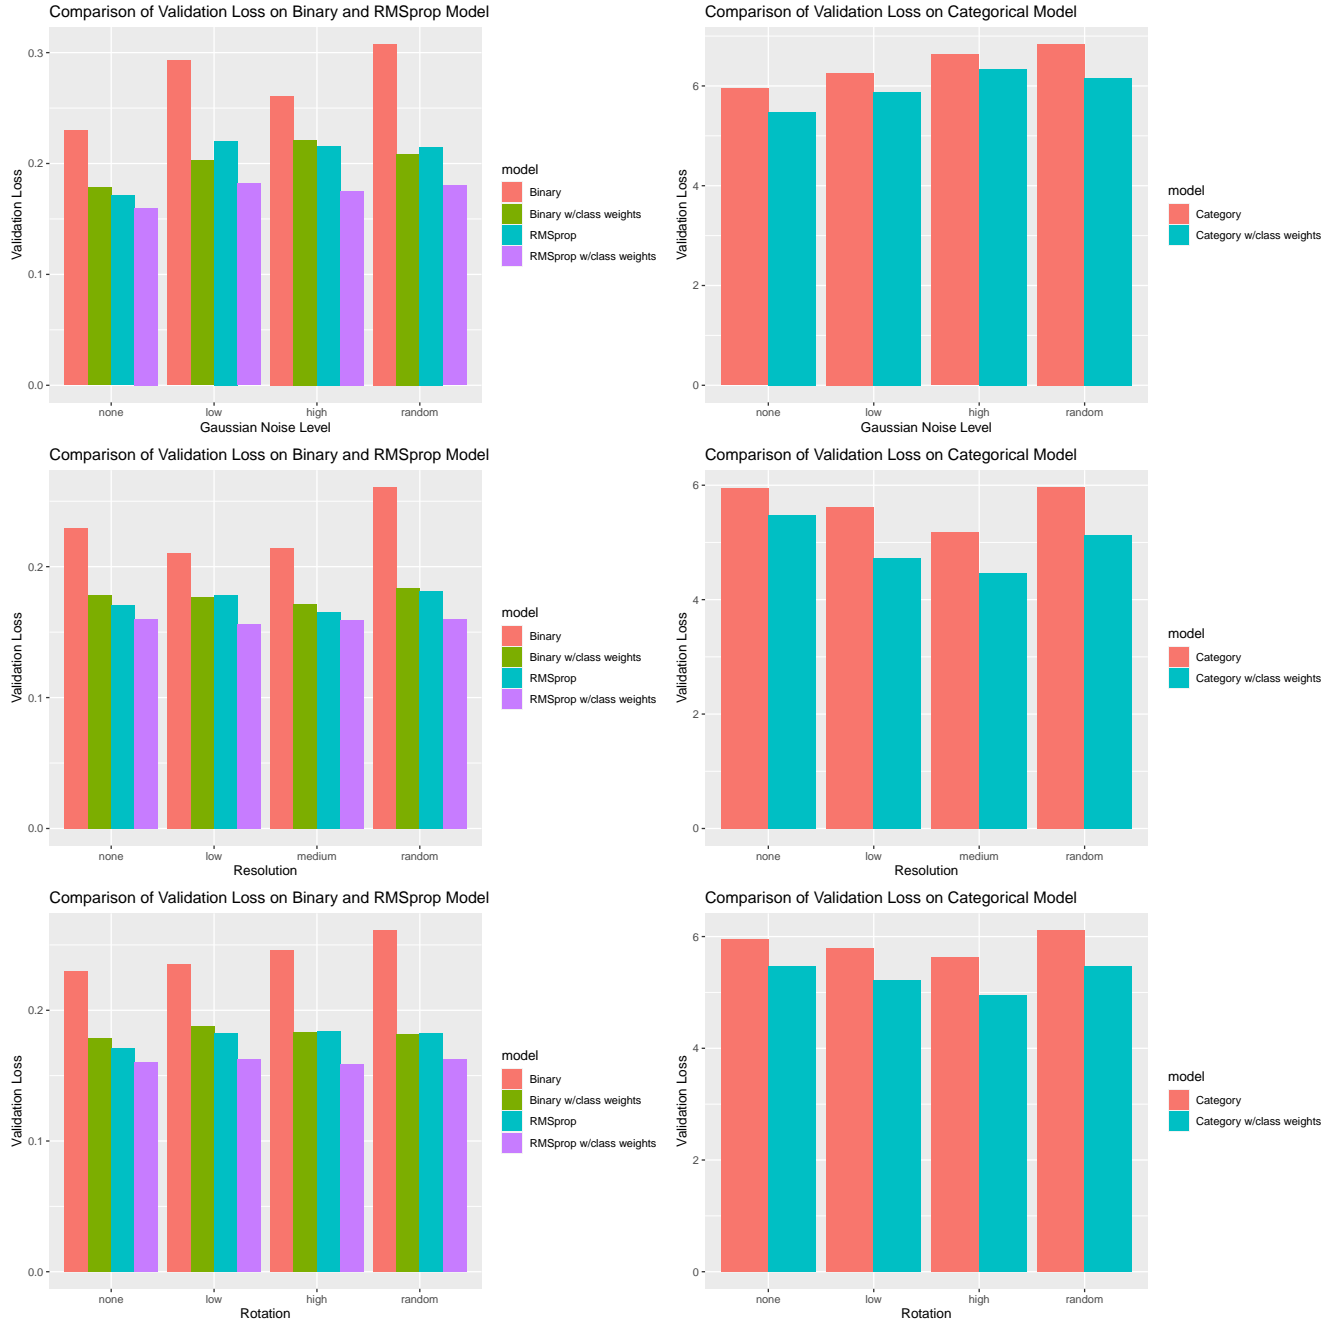 Comparison of Validation Loss on Binary and RMSprop Model
Validation Loss
0.3
0.2
0.1
0.0
none low high random
Gaussian Noise Level
model
Binary
Binary w/class weights
RMSprop
RMSprop w/class weights
Comparison of Validation Loss on Categorical Model
Validation Loss
6
4
2
0
none low high random
Gaussian Noise Level
model
Category
Category w/class weights
Comparison of Validation Loss on Binary and RMSprop Model
Validation Loss
0.2
0.1
0.0
none low medium random
Resolution
model
Binary
Binary w/class weights
RMSprop
RMSprop w/class weights
Comparison of Validation Loss on Categorical Model
Validation Loss
6
4
2
0
none low medium random
Resolution
model
Category
Category w/class weights
Comparison of Validation Loss on Binary and RMSprop Model
Validation Loss
0.2
0.1
0.0
none low high random
Rotation
model
Binary
Binary w/class weights
RMSprop
RMSprop w/class weights
Comparison of Validation Loss on Categorical Model
Validation Loss
6
4
2
0
none low high random
Rotation
model
Category
Category w/class weights